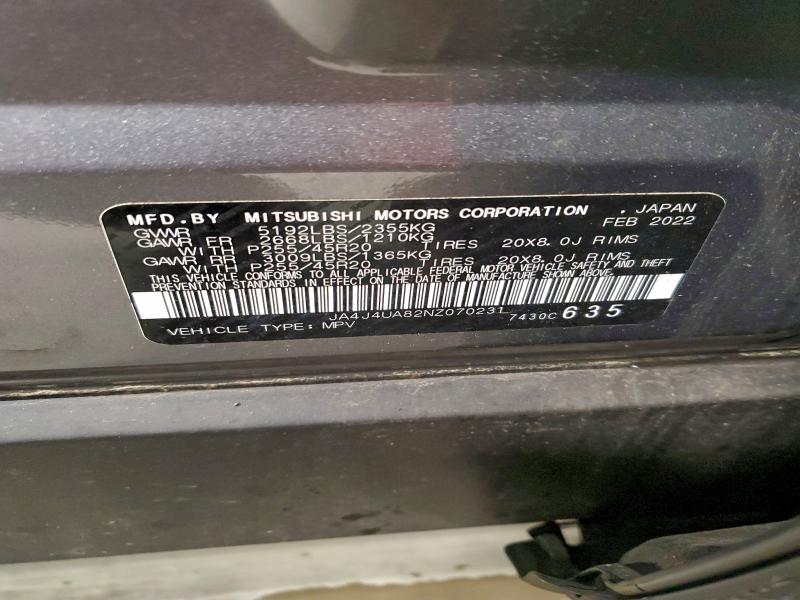 MFD.BY MITSUBISHI MOTORS CORPORATION . JAPAN
FEB 2022
GVWR 5192LBS/2355KG
GAWR FR 2668LBS/1210KG
WITH P255/45R20 TIRES 20X8.0J RIMS
GAWR RR 3009LBS/1365KG
WITH P255/45R20 TIRES 20X8.0J RIMS
THIS VEHICLE CONFORMS TO ALL APPLICABLE FEDERAL MOTOR VEHICLE SAFETY AND THEFT
PREVENTION STANDARDS IN EFFECT ON THE DATE OF MANUFACTURE SHOWN ABOVE.
JA4J4UA82NZ070231 7430C 635
VEHICLE TYPE: MPV